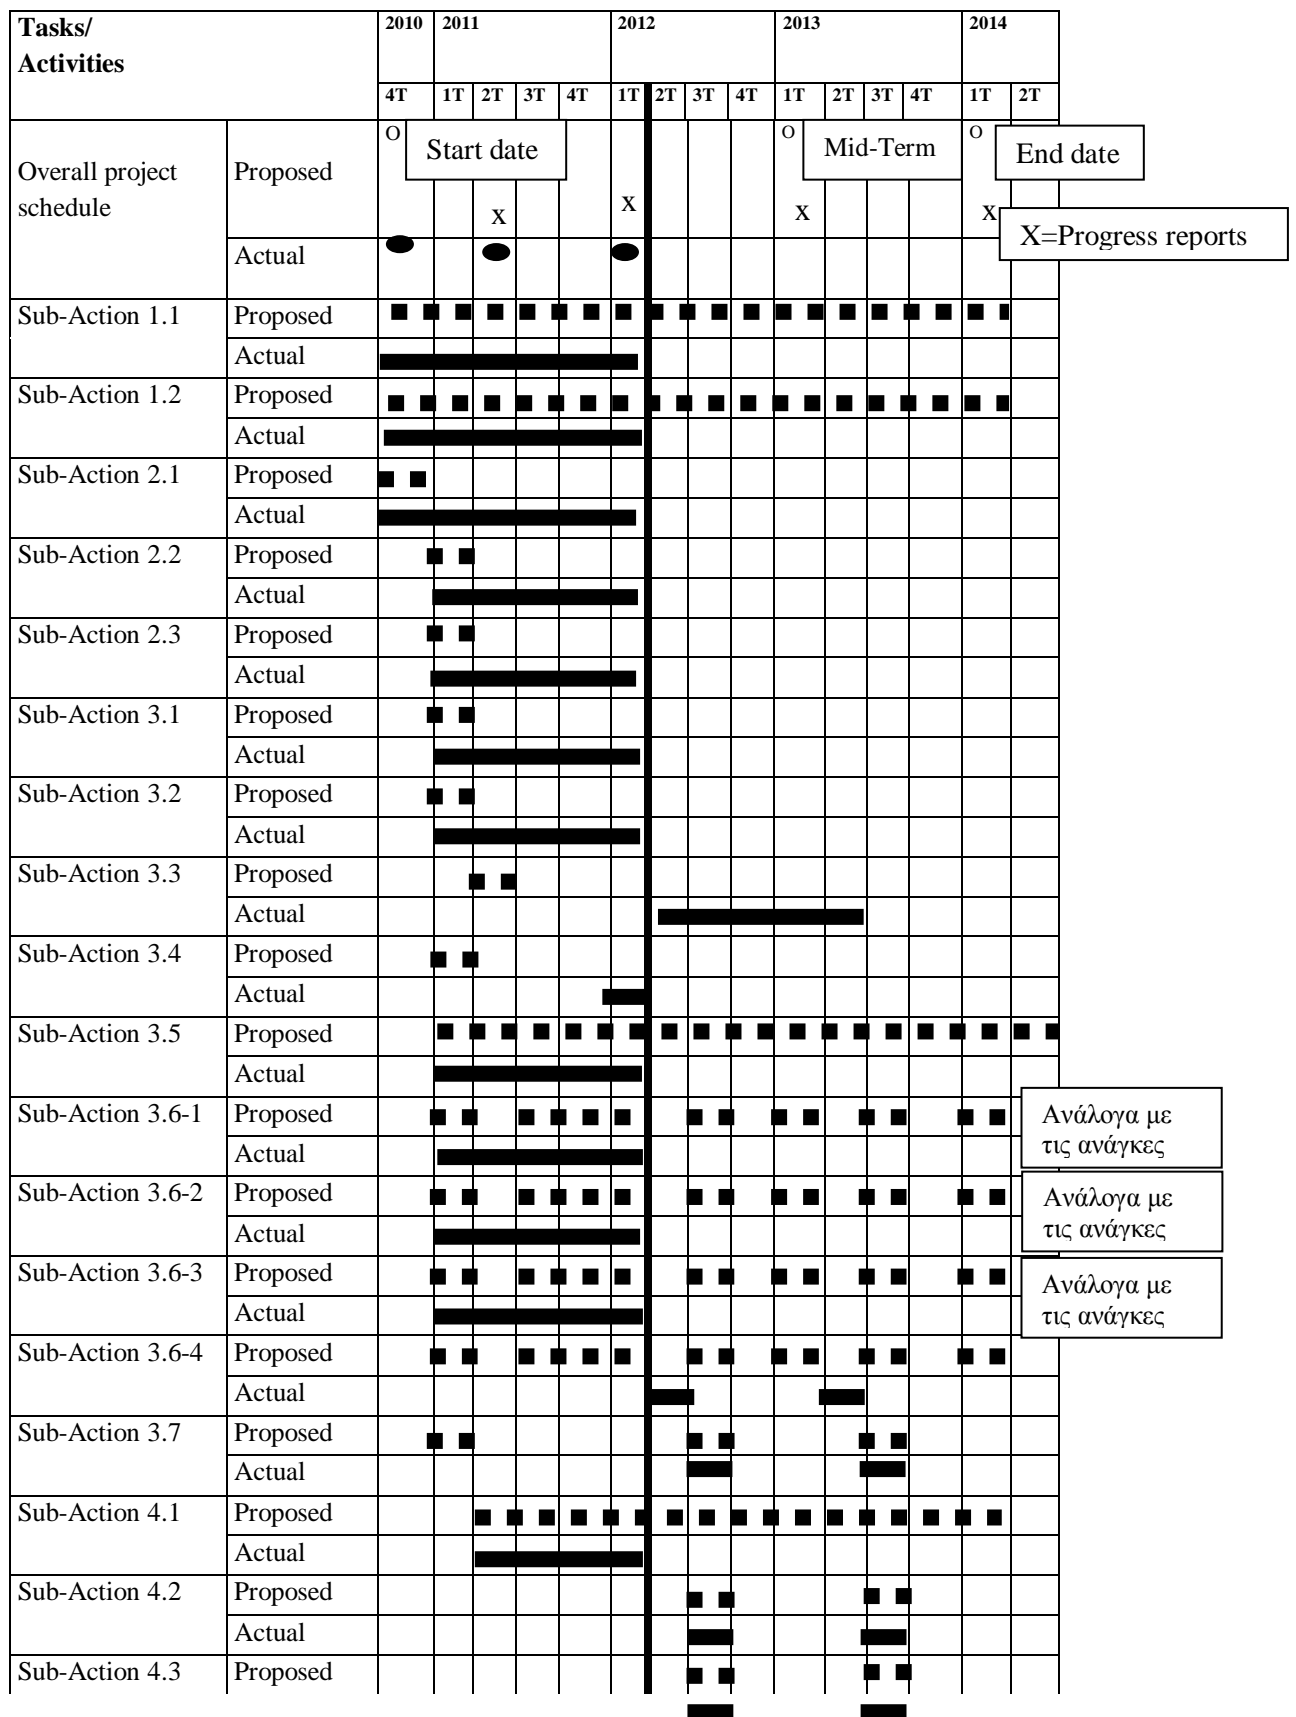 Tasks/
Activities
2010 2011 2012 2013 2014
4T 1T 2T 3T 4T 1T 2T 3T 4T 1T 2T 3T 4T 1T 2T
Overall project
schedule
Proposed
O O O
Start date
Mid-Term
End date
X X X X
X=Progress reports
Actual
Sub-Action 1.1 Proposed
Actual
Sub-Action 1.2 Proposed
Actual
Sub-Action 2.1 Proposed
Actual
Sub-Action 2.2 Proposed
Actual
Sub-Action 2.3 Proposed
Actual
Sub-Action 3.1 Proposed
Actual
Sub-Action 3.2 Proposed
Actual
Sub-Action 3.3 Proposed
Actual
Sub-Action 3.4 Proposed
Actual
Sub-Action 3.5 Proposed
Actual
Sub-Action 3.6-1 Proposed
Actual
Ανάλογα με
τις ανάγκες
Sub-Action 3.6-2 Proposed
Actual
Ανάλογα με
τις ανάγκες
Sub-Action 3.6-3 Proposed
Actual
Ανάλογα με
τις ανάγκες
Sub-Action 3.6-4 Proposed
Actual
Sub-Action 3.7 Proposed
Actual
Sub-Action 4.1 Proposed
Actual
Sub-Action 4.2 Proposed
Actual
Sub-Action 4.3 Proposed